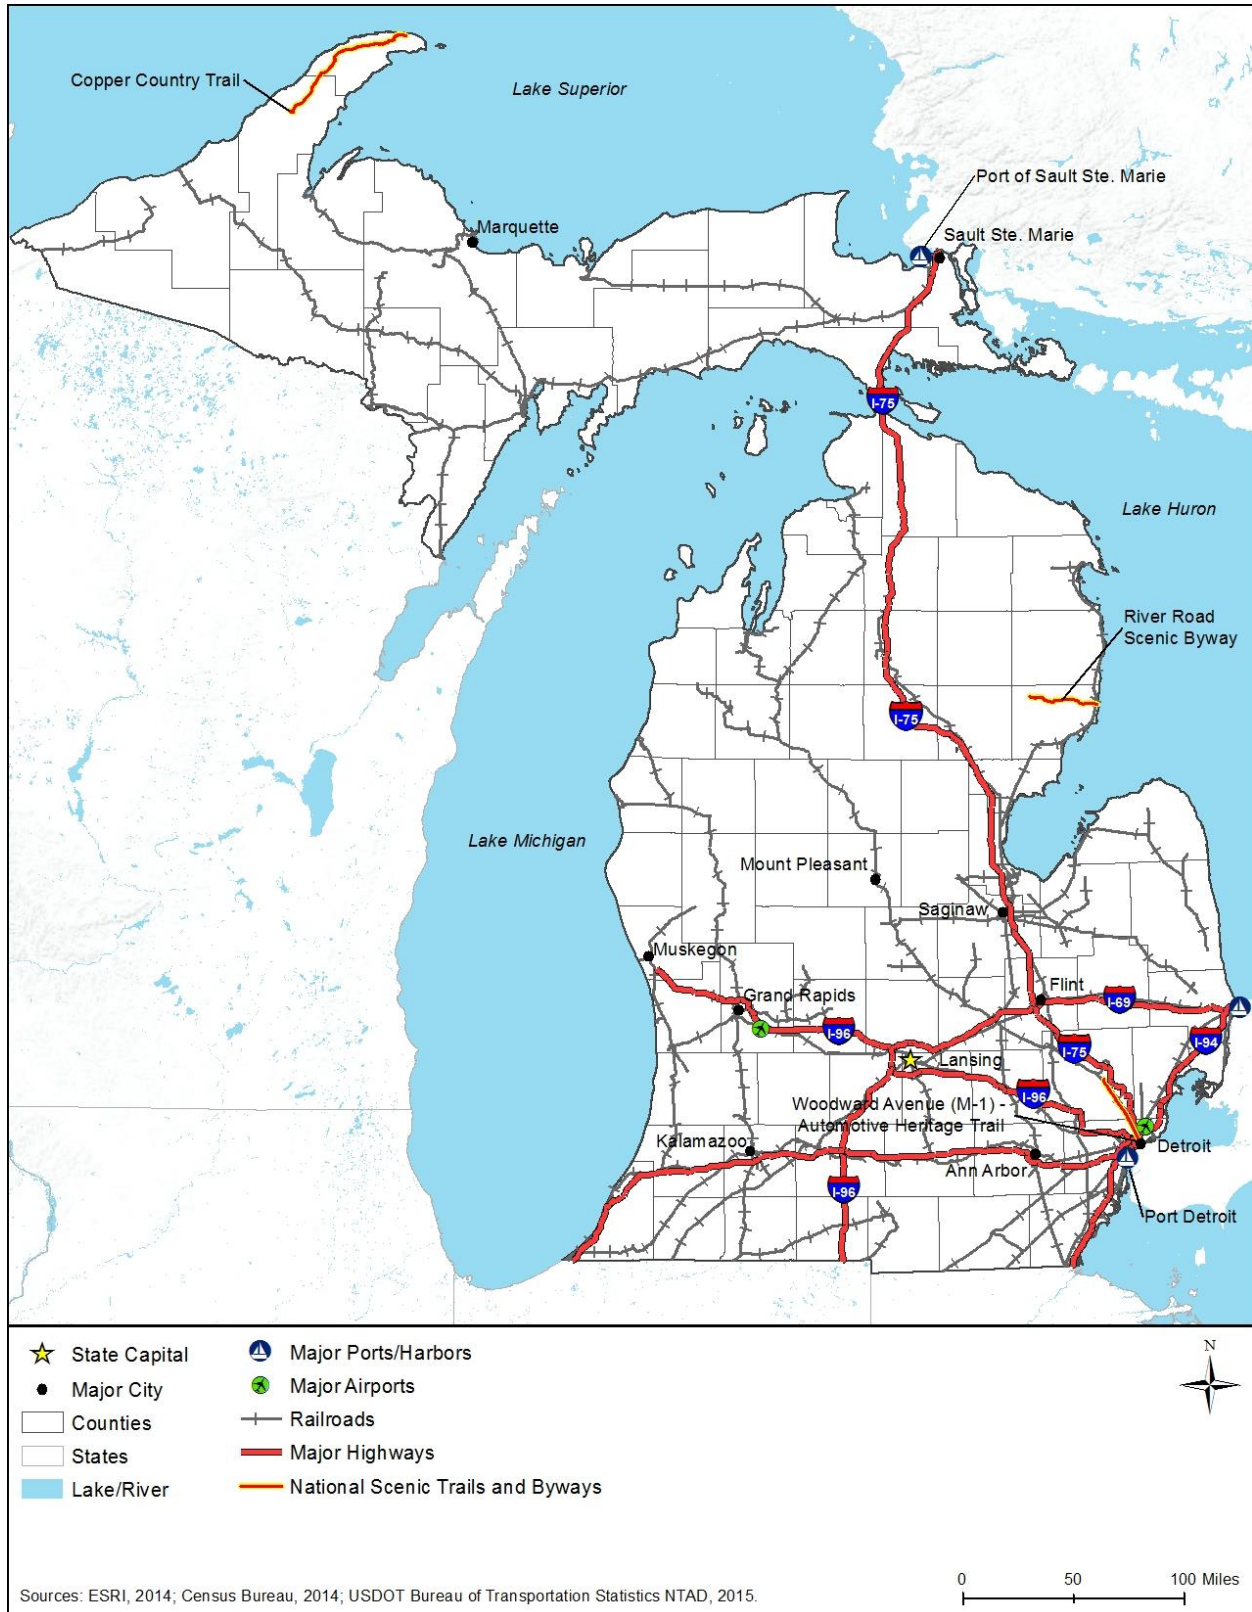 Copper Country Trail
Lake Superior
Port of Sault Ste. Marie
Marquette
Sault Ste. Marie
I-75
Lake Huron
River Road
Scenic Byway
I-75
Lake Michigan
Mount Pleasant
Saginaw
Muskegon
Grand Rapids
Flint
I-69
I-96
I-94
I-75
Lansing
I-96
Woodward Avenue (M-1) -
Automotive Heritage Trail
Kalamazoo
Detroit
Ann Arbor
I-96
Port Detroit
State Capital
Major City
Counties
States
Lake/River
Major Ports/Harbors
Major Airports
Railroads
Major Highways
National Scenic Trails and Byways
N
Sources: ESRI, 2014; Census Bureau, 2014; USDOT Bureau of Transportation Statistics NTAD, 2015.
0 50 100 Miles